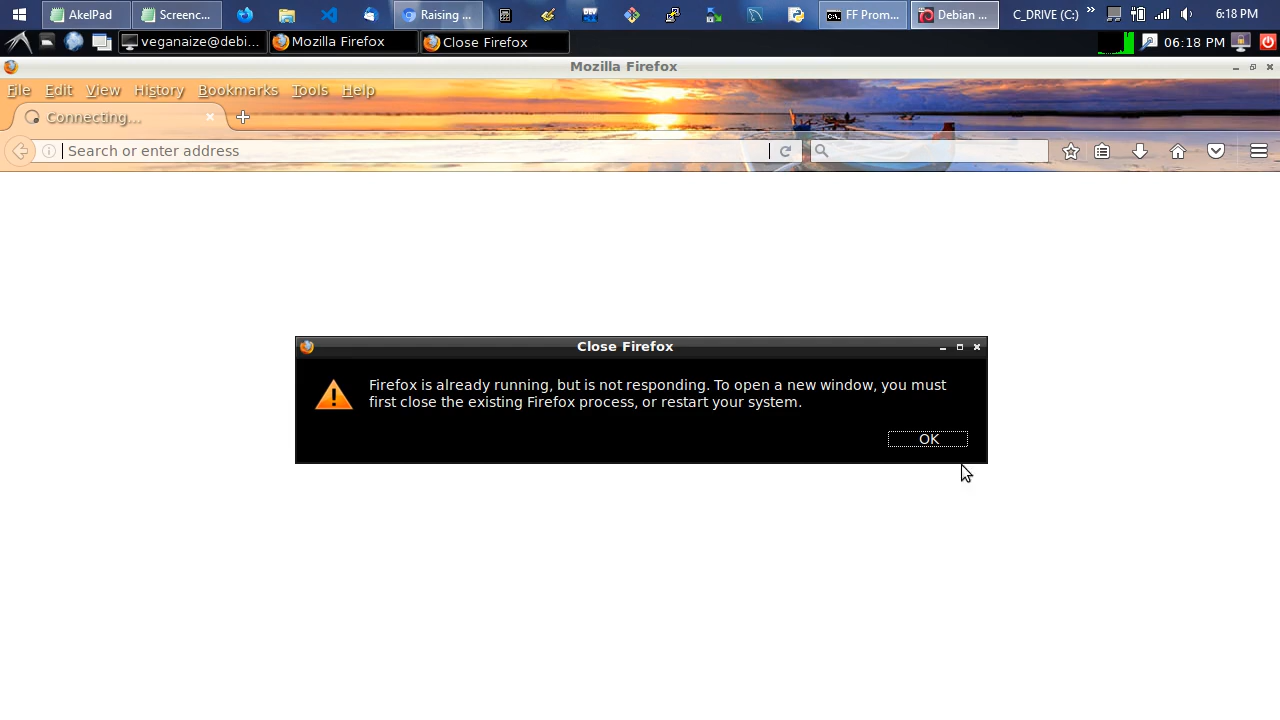 AkelPad Screenc... Raising ... FF Prom... Debian ... C_DRIVE (C:) » 6:18 PM
veganaize@debi... Mozilla Firefox Close Firefox 06:18 PM
Mozilla Firefox
File Edit View History Bookmarks Tools Help
Connecting...
Search or enter address
Close Firefox
Firefox is already running, but is not responding. To open a new window, you must
first close the existing Firefox process, or restart your system.
OK